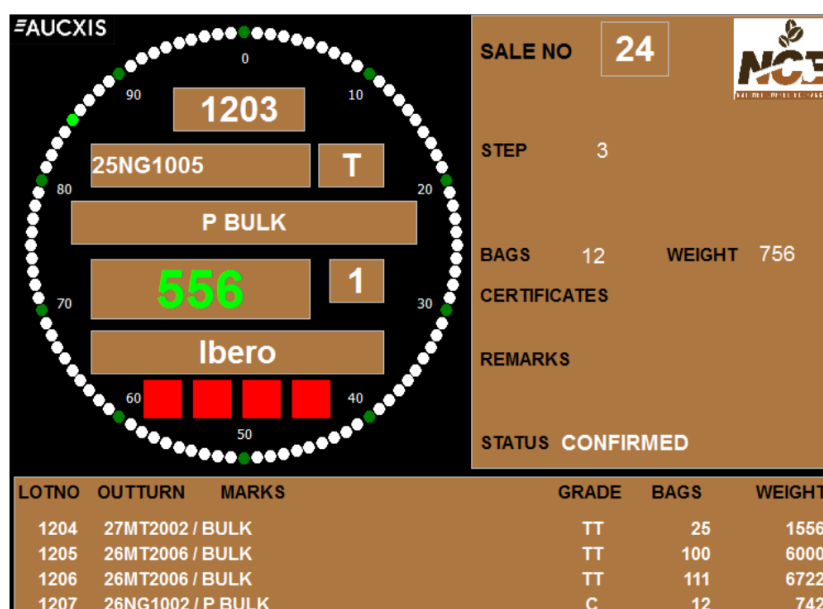 AUCXIS
0
10
20
30
40
50
60
70
80
90
1203
25NG1005 T
P BULK
556 1
Ibero
SALE NO 24
NCE
STEP 3
BAGS 12 WEIGHT 756
CERTIFICATES
REMARKS
STATUS CONFIRMED
LOTNO OUTTURN MARKS GRADE BAGS WEIGHT
1204 27MT2002 / BULK TT 25 1556
1205 26MT2006 / BULK TT 100 6000
1206 26MT2006 / BULK TT 111 6722
1207 26NG1002 / P BULK C 12 742